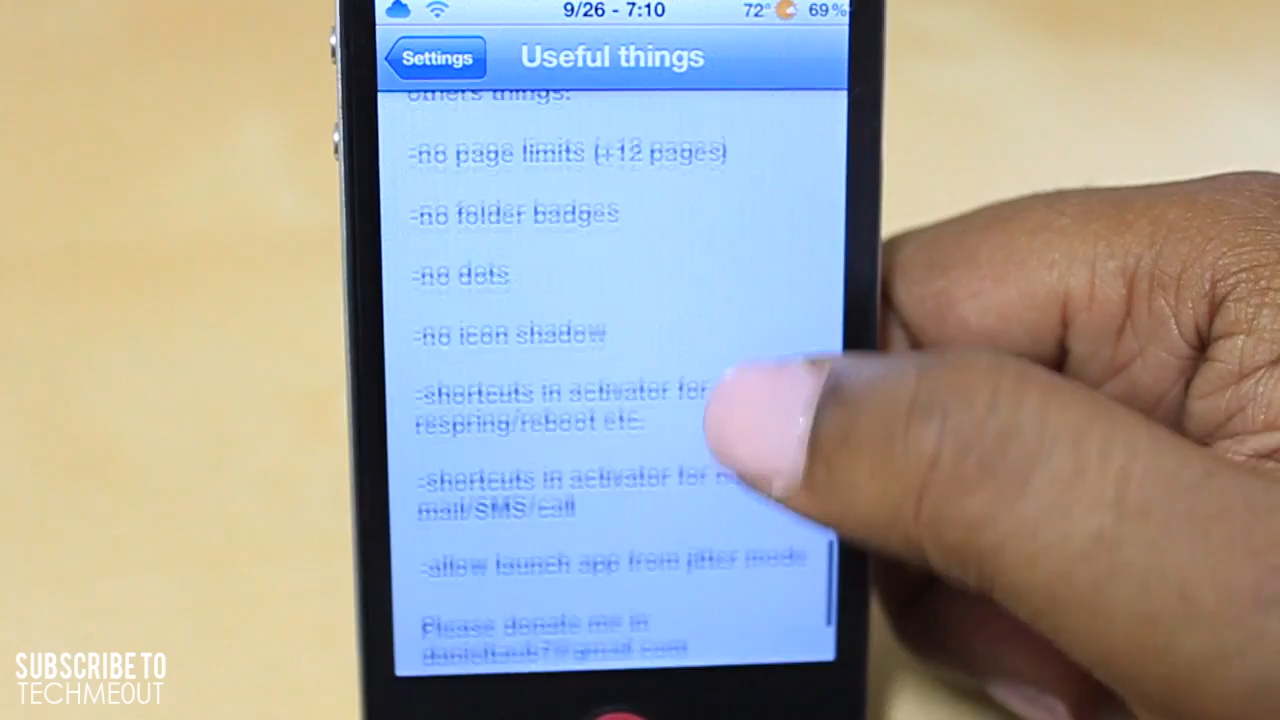 9/26 - 7:10 72° 69%
Settings Useful things
others things:
-no page limits (+12 pages)
-no folder badges
-no dots
-no icon shadow
-shortcuts in activator for
respring/reboot etc.
-shortcuts in activator for
mail/SMS/call
-allow launch app from jitter mode
Please donate me in
SUBSCRIBE TO
TECHMEOUT